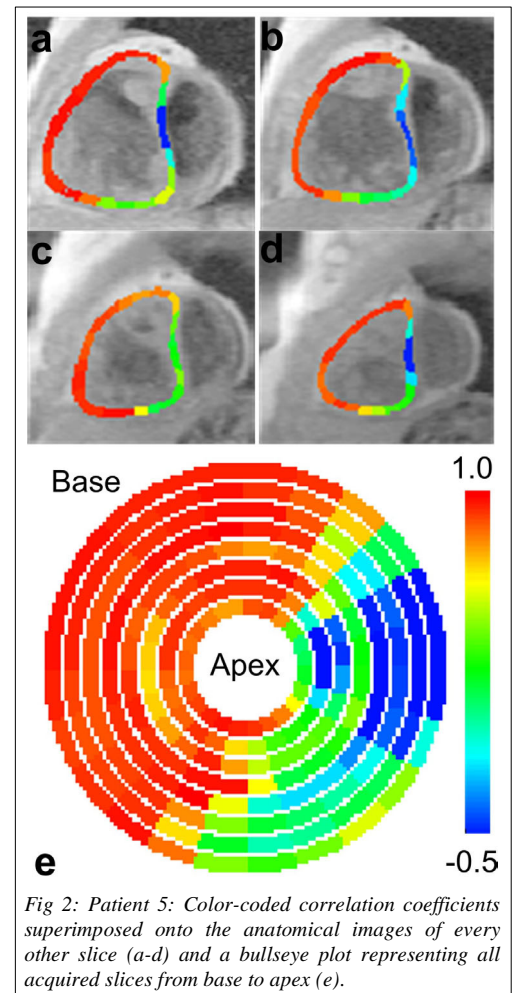 a
b
c
d
Base
1.0
Apex
e
-0.5
Fig 2: Patient 5: Color-coded correlation coefficients
superimposed onto the anatomical images of every
other slice (a-d) and a bullseye plot representing all
acquired slices from base to apex (e).